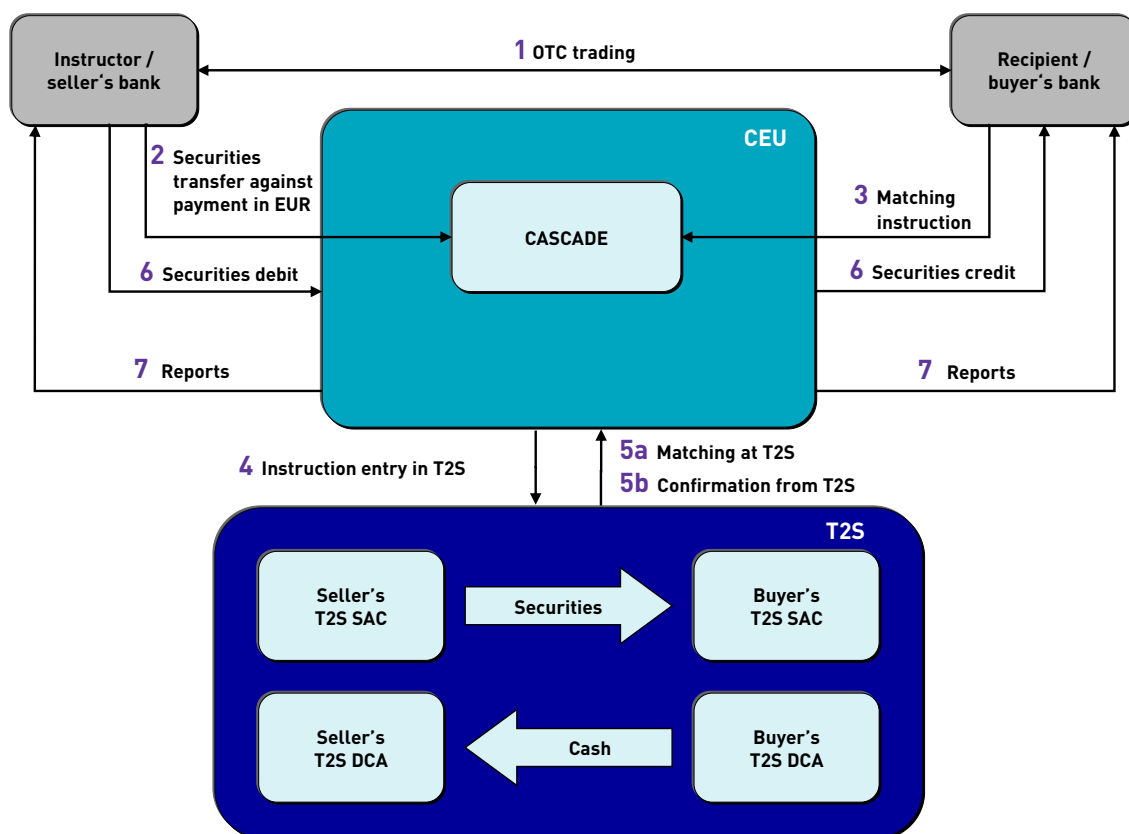 1 OTC trading
Instructor /
seller‘s bank
Recipient /
buyer‘s bank
CEU
2 Securities
transfer against
payment in EUR
3 Matching
instruction
CASCADE
6 Securities debit
6 Securities credit
7 Reports
7 Reports
4 Instruction entry in T2S
5a Matching at T2S
5b Confirmation from T2S
T2S
Seller’s
T2S SAC
Securities
Buyer’s
T2S SAC
Seller’s
T2S DCA
Cash
Buyer’s
T2S DCA